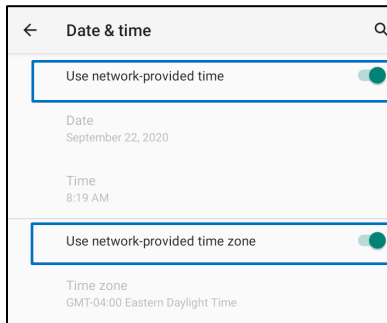 Date & time
Use network-provided time
Date
September 22, 2020
Time
8:19 AM
Use network-provided time zone
Time zone
GMT-04:00 Eastern Daylight Time